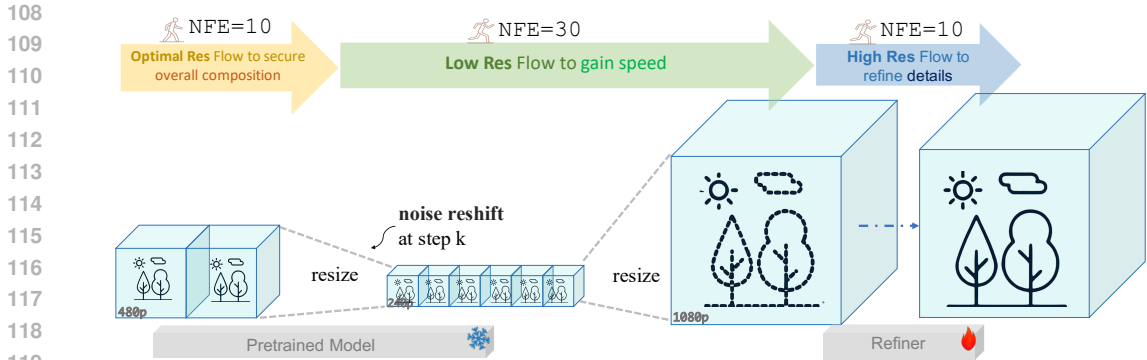 108
109
110
111
112
113
114
115
116
117
118
NFE=10
NFE=30
NFE=10
Optimal Res Flow to secure
overall composition
Low Res Flow to gain speed
High Res Flow to
refine details
noise reshift
at step k
resize
resize
480p
240p
1080p
Pretrained Model
Refiner